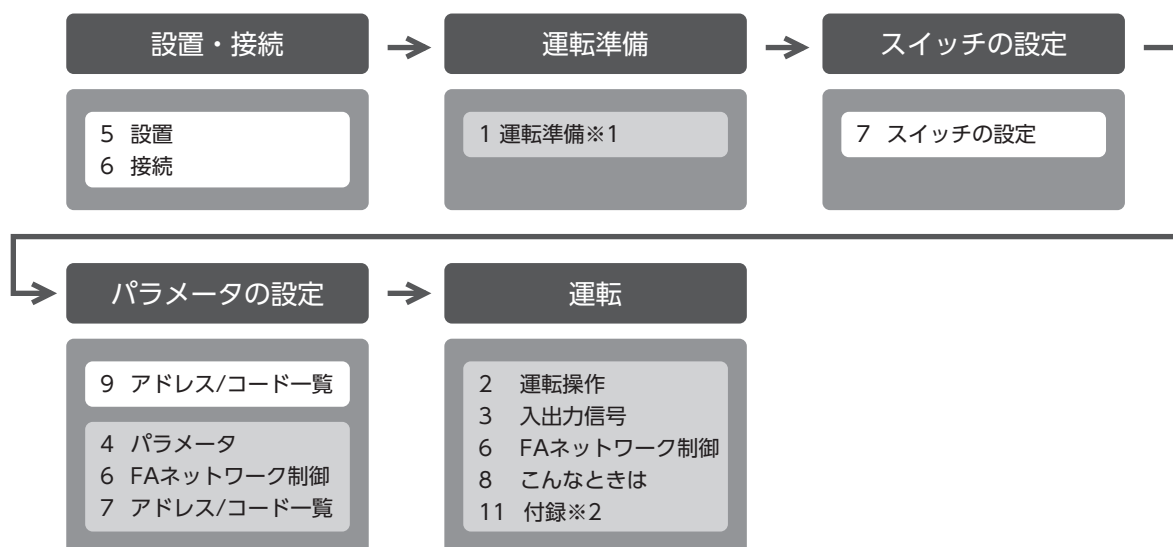 設置・接続
5 設置
6 接続
運転準備
1 運転準備※1
スイッチの設定
7 スイッチの設定
パラメータの設定
9 アドレス/コード一覧
4 パラメータ
6 FAネットワーク制御
7 アドレス/コード一覧
運転
2 運転操作
3 入出力信号
6 FAネットワーク制御
8 こんなときは
11 付録※2